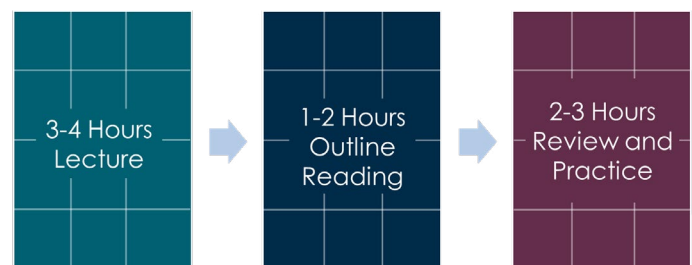 3-4 Hours
Lecture
1-2 Hours
Outline
Reading
2-3 Hours
Review and
Practice